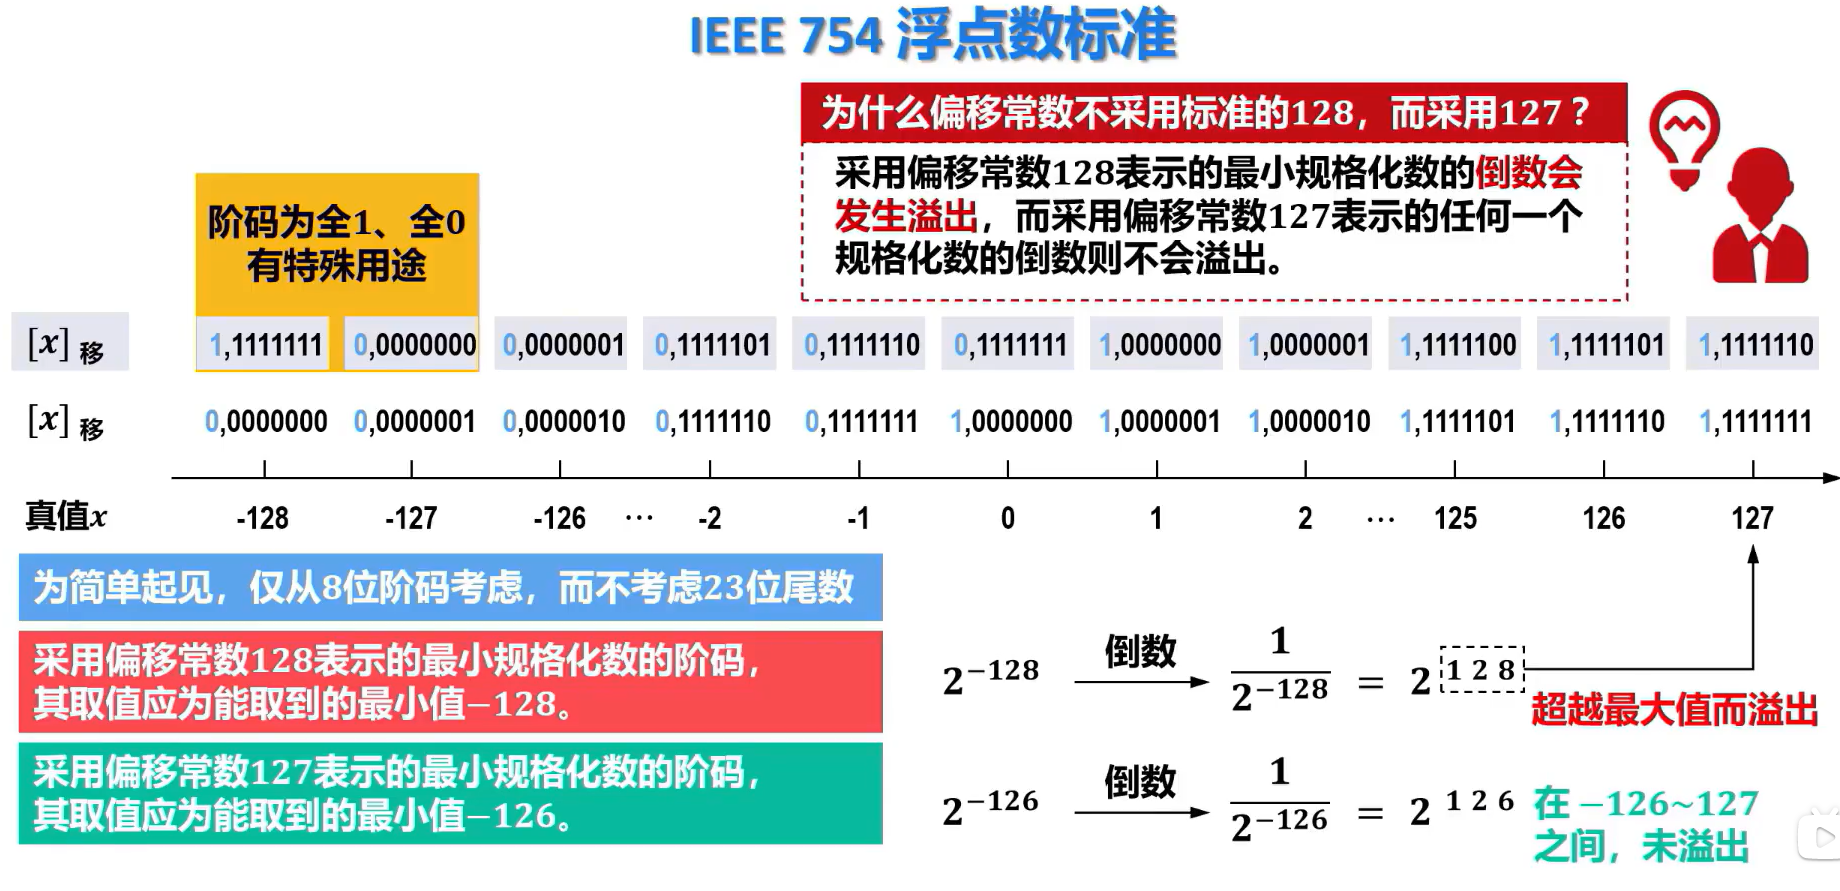 IEEE 754 浮点数标准
为什么偏移常数不采用标准的128，而采用127？
采用偏移常数128表示的最小规格化数的倒数会
发生溢出，而采用偏移常数127表示的任何一个
规格化数的倒数则不会溢出。
阶码为全1、全0
有特殊用途
[x]移 1,1111111 0,0000000 0,0000001 0,1111101 0,1111110 0,1111111 1,0000000 1,0000001 1,1111100 1,1111101 1,1111110
[x]移 0,0000000 0,0000001 0,0000010 0,1111110 0,1111111 1,0000000 1,0000001 1,0000010 1,1111101 1,1111110 1,1111111
真值x -128 -127 -126 ··· -2 -1 0 1 2 ··· 125 126 127
为简单起见，仅从8位阶码考虑，而不考虑23位尾数
采用偏移常数128表示的最小规格化数的阶码，
其取值应为能取到的最小值−128。
采用偏移常数127表示的最小规格化数的阶码，
其取值应为能取到的最小值−126。
2^−128 倒数 1/2^−128 = 2^128
超越最大值而溢出
2^−126 倒数 1/2^−126 = 2^126
在 −126~127
之间，未溢出